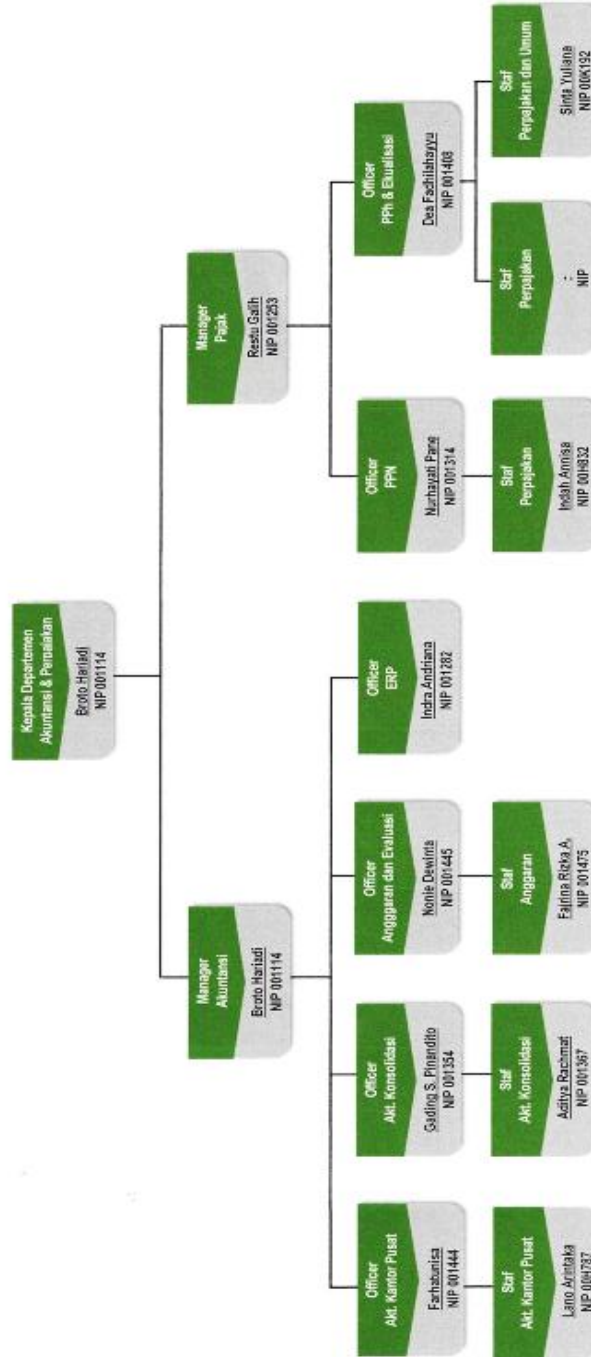 Kepala Departemen
Akuntansi & Perpajakan
Broto Hariadi
NIP 001114
Manager
Akuntansi
Broto Hariadi
NIP 001114
Manager
Pajak
Restu Galih
NIP 001253
Officer
Akt. Kantor Pusat
Farhatunisa
NIP 001444
Officer
Akt. Konsolidasi
Gading S. Pinandito
NIP 001354
Officer
Angggaran dan Evaluasi
Nonie Dewinta
NIP 001445
Officer
ERP
Indra Andriana
NIP 001282
Officer
PPN
Nurhayati Pane
NIP 001314
Officer
PPh & Ekualisasi
Dea Fadhilahayyu
NIP 001408
Staf
Akt. Kantor Pusat
Lano Arintaka
NIP 00H787
Staf
Akt. Konsolidasi
Aditya Rachmat
NIP 001367
Staf
Anggaran
Fajrina Rizka A.
NIP 001475
Staf
Perpajakan
Indah Annisa
NIP 00H832
Staf
Perpajakan
:
NIP
Staf
Perpajakan dan Umum
Sinta Yuliana
NIP 00K192